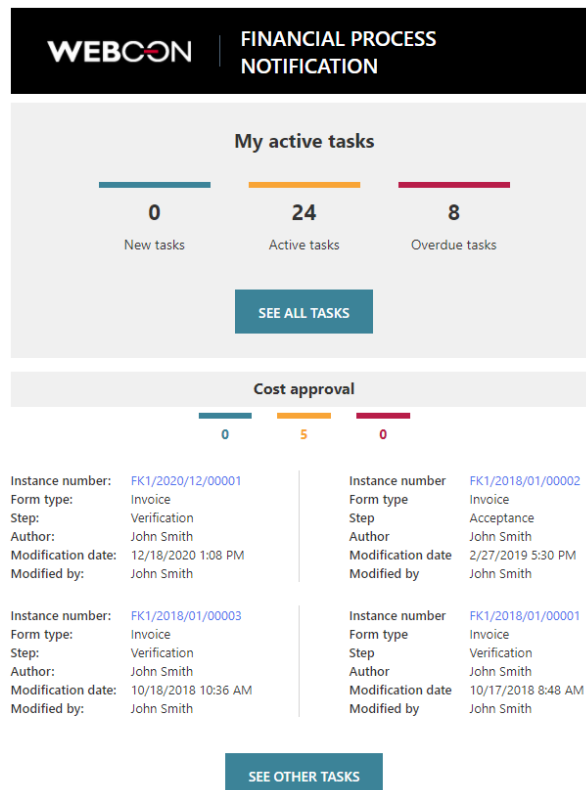 WEBCON
FINANCIAL PROCESS
NOTIFICATION
My active tasks
0
New tasks
24
Active tasks
8
Overdue tasks
SEE ALL TASKS
Cost approval
0 5 0
Instance number: FK1/2020/12/00001
Form type: Invoice
Step: Verification
Author: John Smith
Modification date: 12/18/2020 1:08 PM
Modified by: John Smith
Instance number FK1/2018/01/00002
Form type Invoice
Step Acceptance
Author John Smith
Modification date 2/27/2019 5:30 PM
Modified by John Smith
Instance number: FK1/2018/01/00003
Form type: Invoice
Step: Verification
Author: John Smith
Modification date: 10/18/2018 10:36 AM
Modified by: John Smith
Instance number FK1/2018/01/00001
Form type Invoice
Step Verification
Author John Smith
Modification date 10/17/2018 8:48 AM
Modified by John Smith
SEE OTHER TASKS